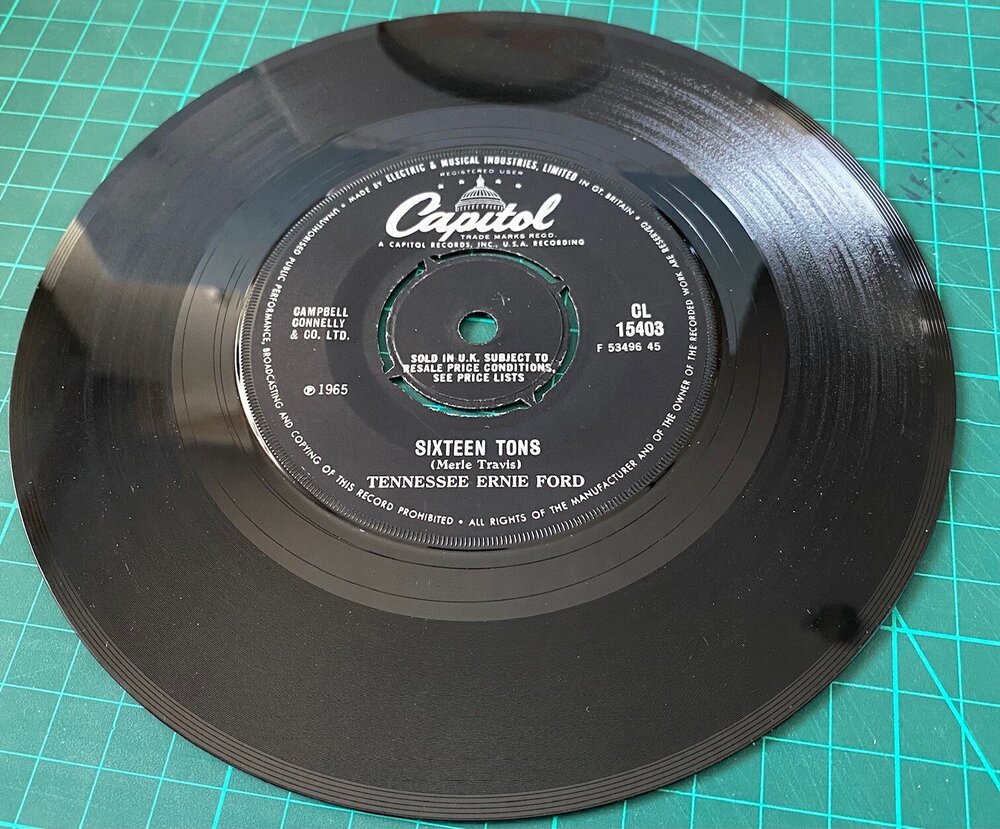 MADE BY ELECTRIC & MUSICAL INDUSTRIES, LIMITED IN GT. BRITAIN •
REGISTERED USER
Capitol
TRADE MARKS REGD.
A CAPITOL RECORDS, INC., U.S.A. RECORDING
CAMPBELL
CONNELLY
& CO. LTD.
CL
15403
F 53496 45
℗ 1965
SOLD IN U.K. SUBJECT TO
RESALE PRICE CONDITIONS,
SEE PRICE LISTS
SIXTEEN TONS
(Merle Travis)
TENNESSEE ERNIE FORD
UNAUTHORISED PUBLIC PERFORMANCE, BROADCASTING AND COPYING OF THIS RECORD PROHIBITED • ALL RIGHTS OF THE MANUFACTURER AND OF THE OWNER OF THE RECORDED WORK ARE RESERVED •